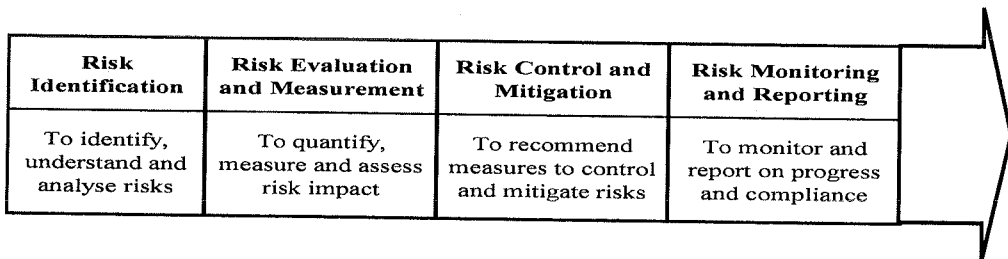 Risk
Identification
Risk Evaluation
and Measurement
Risk Control and
Mitigation
Risk Monitoring
and Reporting
To identify,
understand and
analyse risks
To quantify,
measure and assess
risk impact
To recommend
measures to control
and mitigate risks
To monitor and
report on progress
and compliance